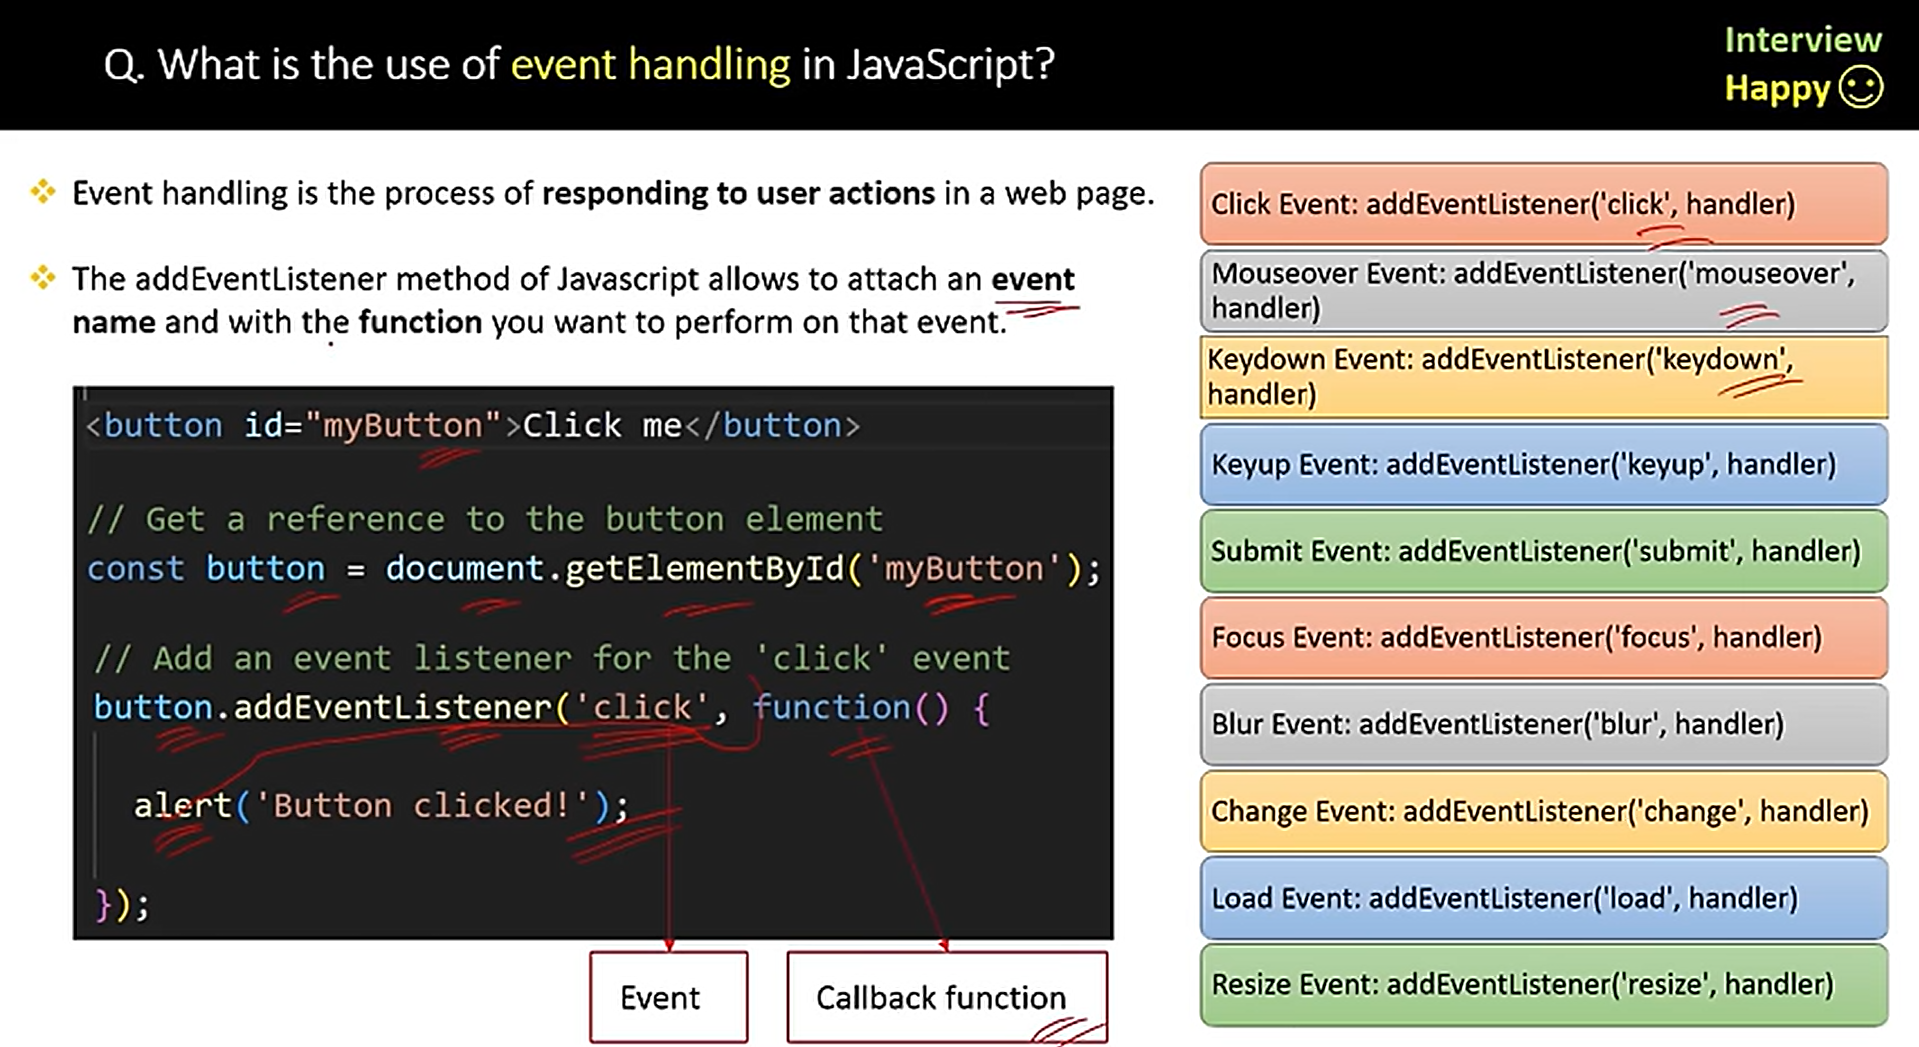 Q. What is the use of event handling in JavaScript?
Interview
Happy
Event handling is the process of responding to user actions in a web page.
The addEventListener method of Javascript allows to attach an event
name and with the function you want to perform on that event.
<button id="myButton">Click me</button>
// Get a reference to the button element
const button = document.getElementById('myButton');
// Add an event listener for the 'click' event
button.addEventListener('click', function() {
alert('Button clicked!');
});
Event
Callback function
Click Event: addEventListener('click', handler)
Mouseover Event: addEventListener('mouseover',
handler)
Keydown Event: addEventListener('keydown',
handler)
Keyup Event: addEventListener('keyup', handler)
Submit Event: addEventListener('submit', handler)
Focus Event: addEventListener('focus', handler)
Blur Event: addEventListener('blur', handler)
Change Event: addEventListener('change', handler)
Load Event: addEventListener('load', handler)
Resize Event: addEventListener('resize', handler)